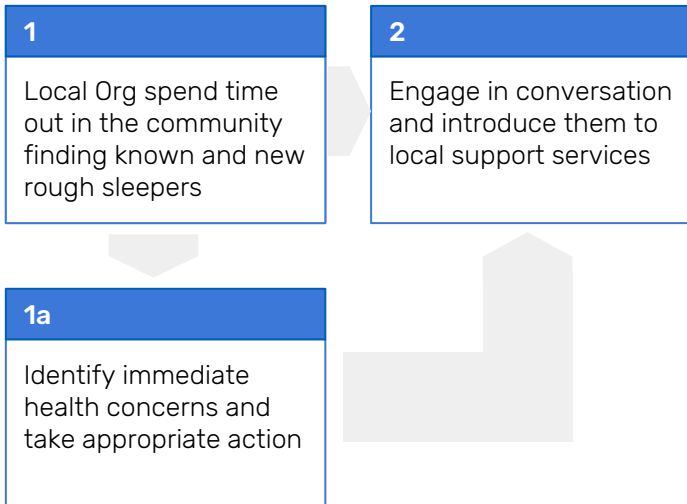 1
Local Org spend time
out in the community
finding known and new
rough sleepers
2
Engage in conversation
and introduce them to
local support services
1a
Identify immediate
health concerns and
take appropriate action